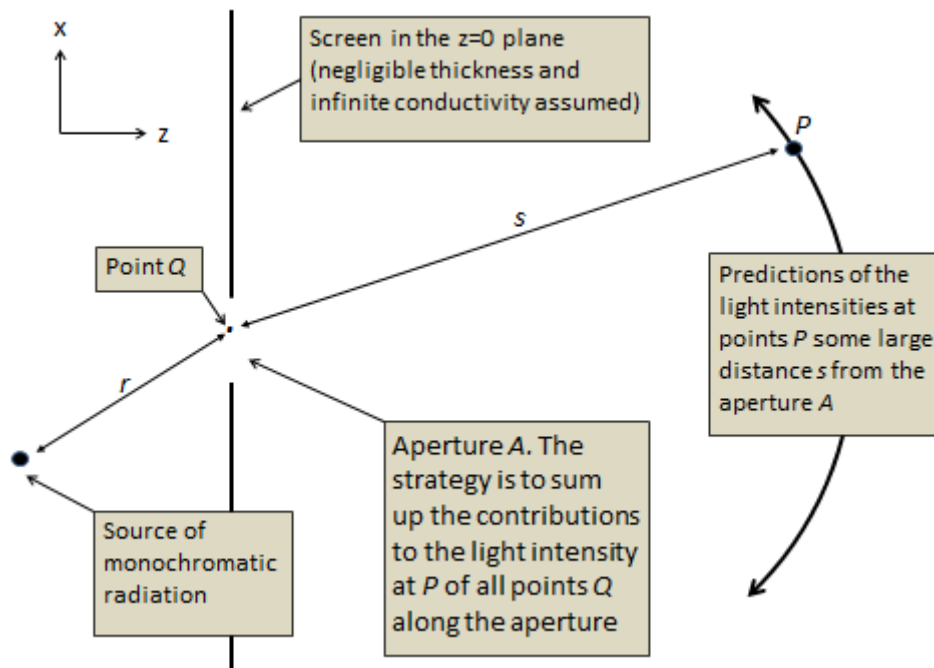 x
z
Screen in the z=0 plane
(negligible thickness and
infinite conductivity assumed)
P
s
Point Q
r
Predictions of the
light intensities at
points P some large
distance s from the
aperture A
Aperture A. The
strategy is to sum
up the contributions
to the light intensity
at P of all points Q
along the aperture
Source of
monochromatic
radiation